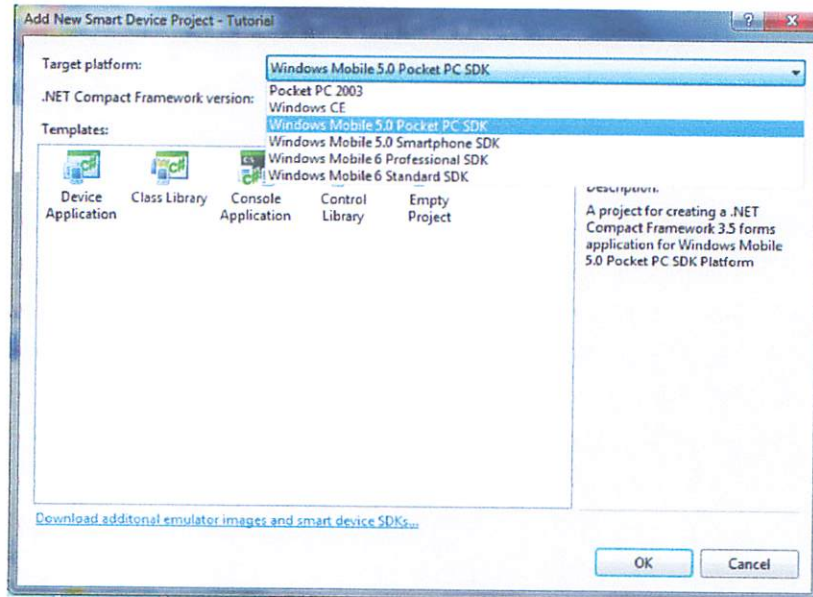 Add New Smart Device Project - Tutorial
Target platform:
Windows Mobile 5.0 Pocket PC SDK
.NET Compact Framework version:
Pocket PC 2003
Windows CE
Windows Mobile 5.0 Pocket PC SDK
Windows Mobile 5.0 Smartphone SDK
Windows Mobile 6 Professional SDK
Windows Mobile 6 Standard SDK
Templates:
Device Application
Class Library
Console Application
Control Library
Empty Project
Description:
A project for creating a .NET
Compact Framework 3.5 forms
application for Windows Mobile
5.0 Pocket PC SDK Platform
Download additonal emulator images and smart device SDKs...
OK
Cancel